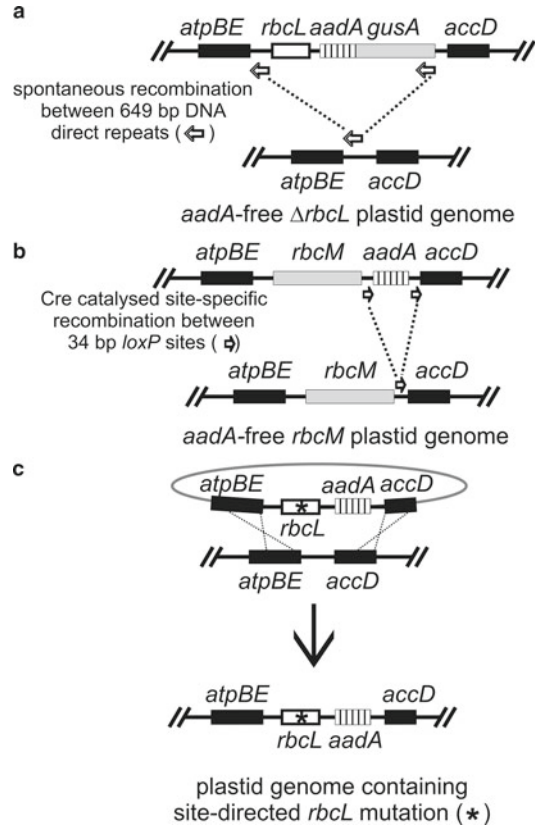 a
atpBE rbcL aadA gusA accD
spontaneous recombination
between 649 bp DNA
direct repeats (⇦)
atpBE accD
aadA-free ΔrbcL plastid genome
b
atpBE rbcM aadA accD
Cre catalysed site-specific
recombination between
34 bp loxP sites (⇨)
atpBE rbcM accD
aadA-free rbcM plastid genome
c
atpBE aadA accD
*
rbcL
atpBE accD
atpBE accD
*
rbcL aadA
plastid genome containing
site-directed rbcL mutation (*)